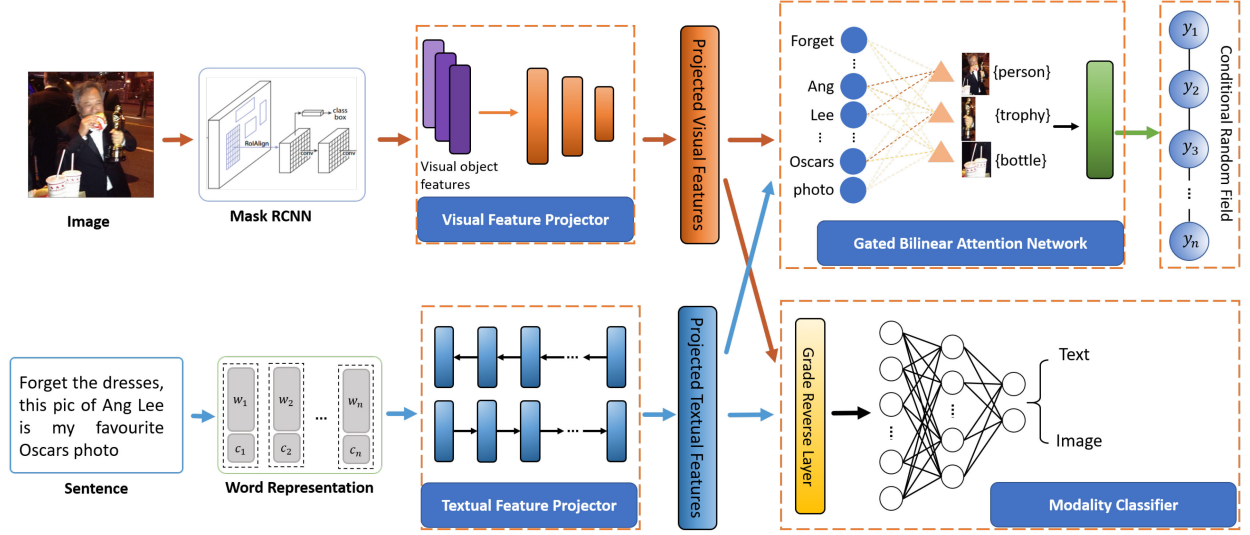 Image
class
box
RoIAlign
conv
conv
Mask RCNN
Visual object
features
Visual Feature Projector
Projected Visual Features
Forget
...
Ang
Lee
... ...
Oscars
photo
{person}
{trophy}
{bottle}
Gated Bilinear Attention Network
y1
y2
y3
...
yn
Conditional Random Field
Forget the dresses,
this pic of Ang Lee
is my favourite
Oscars photo
Sentence
w1 w2 ... wn
c1 c2 cn
Word Representation
...
...
Textual Feature Projector
Projected Textual Features
Grade Reverse Layer
...
...
Text
Image
Modality Classifier